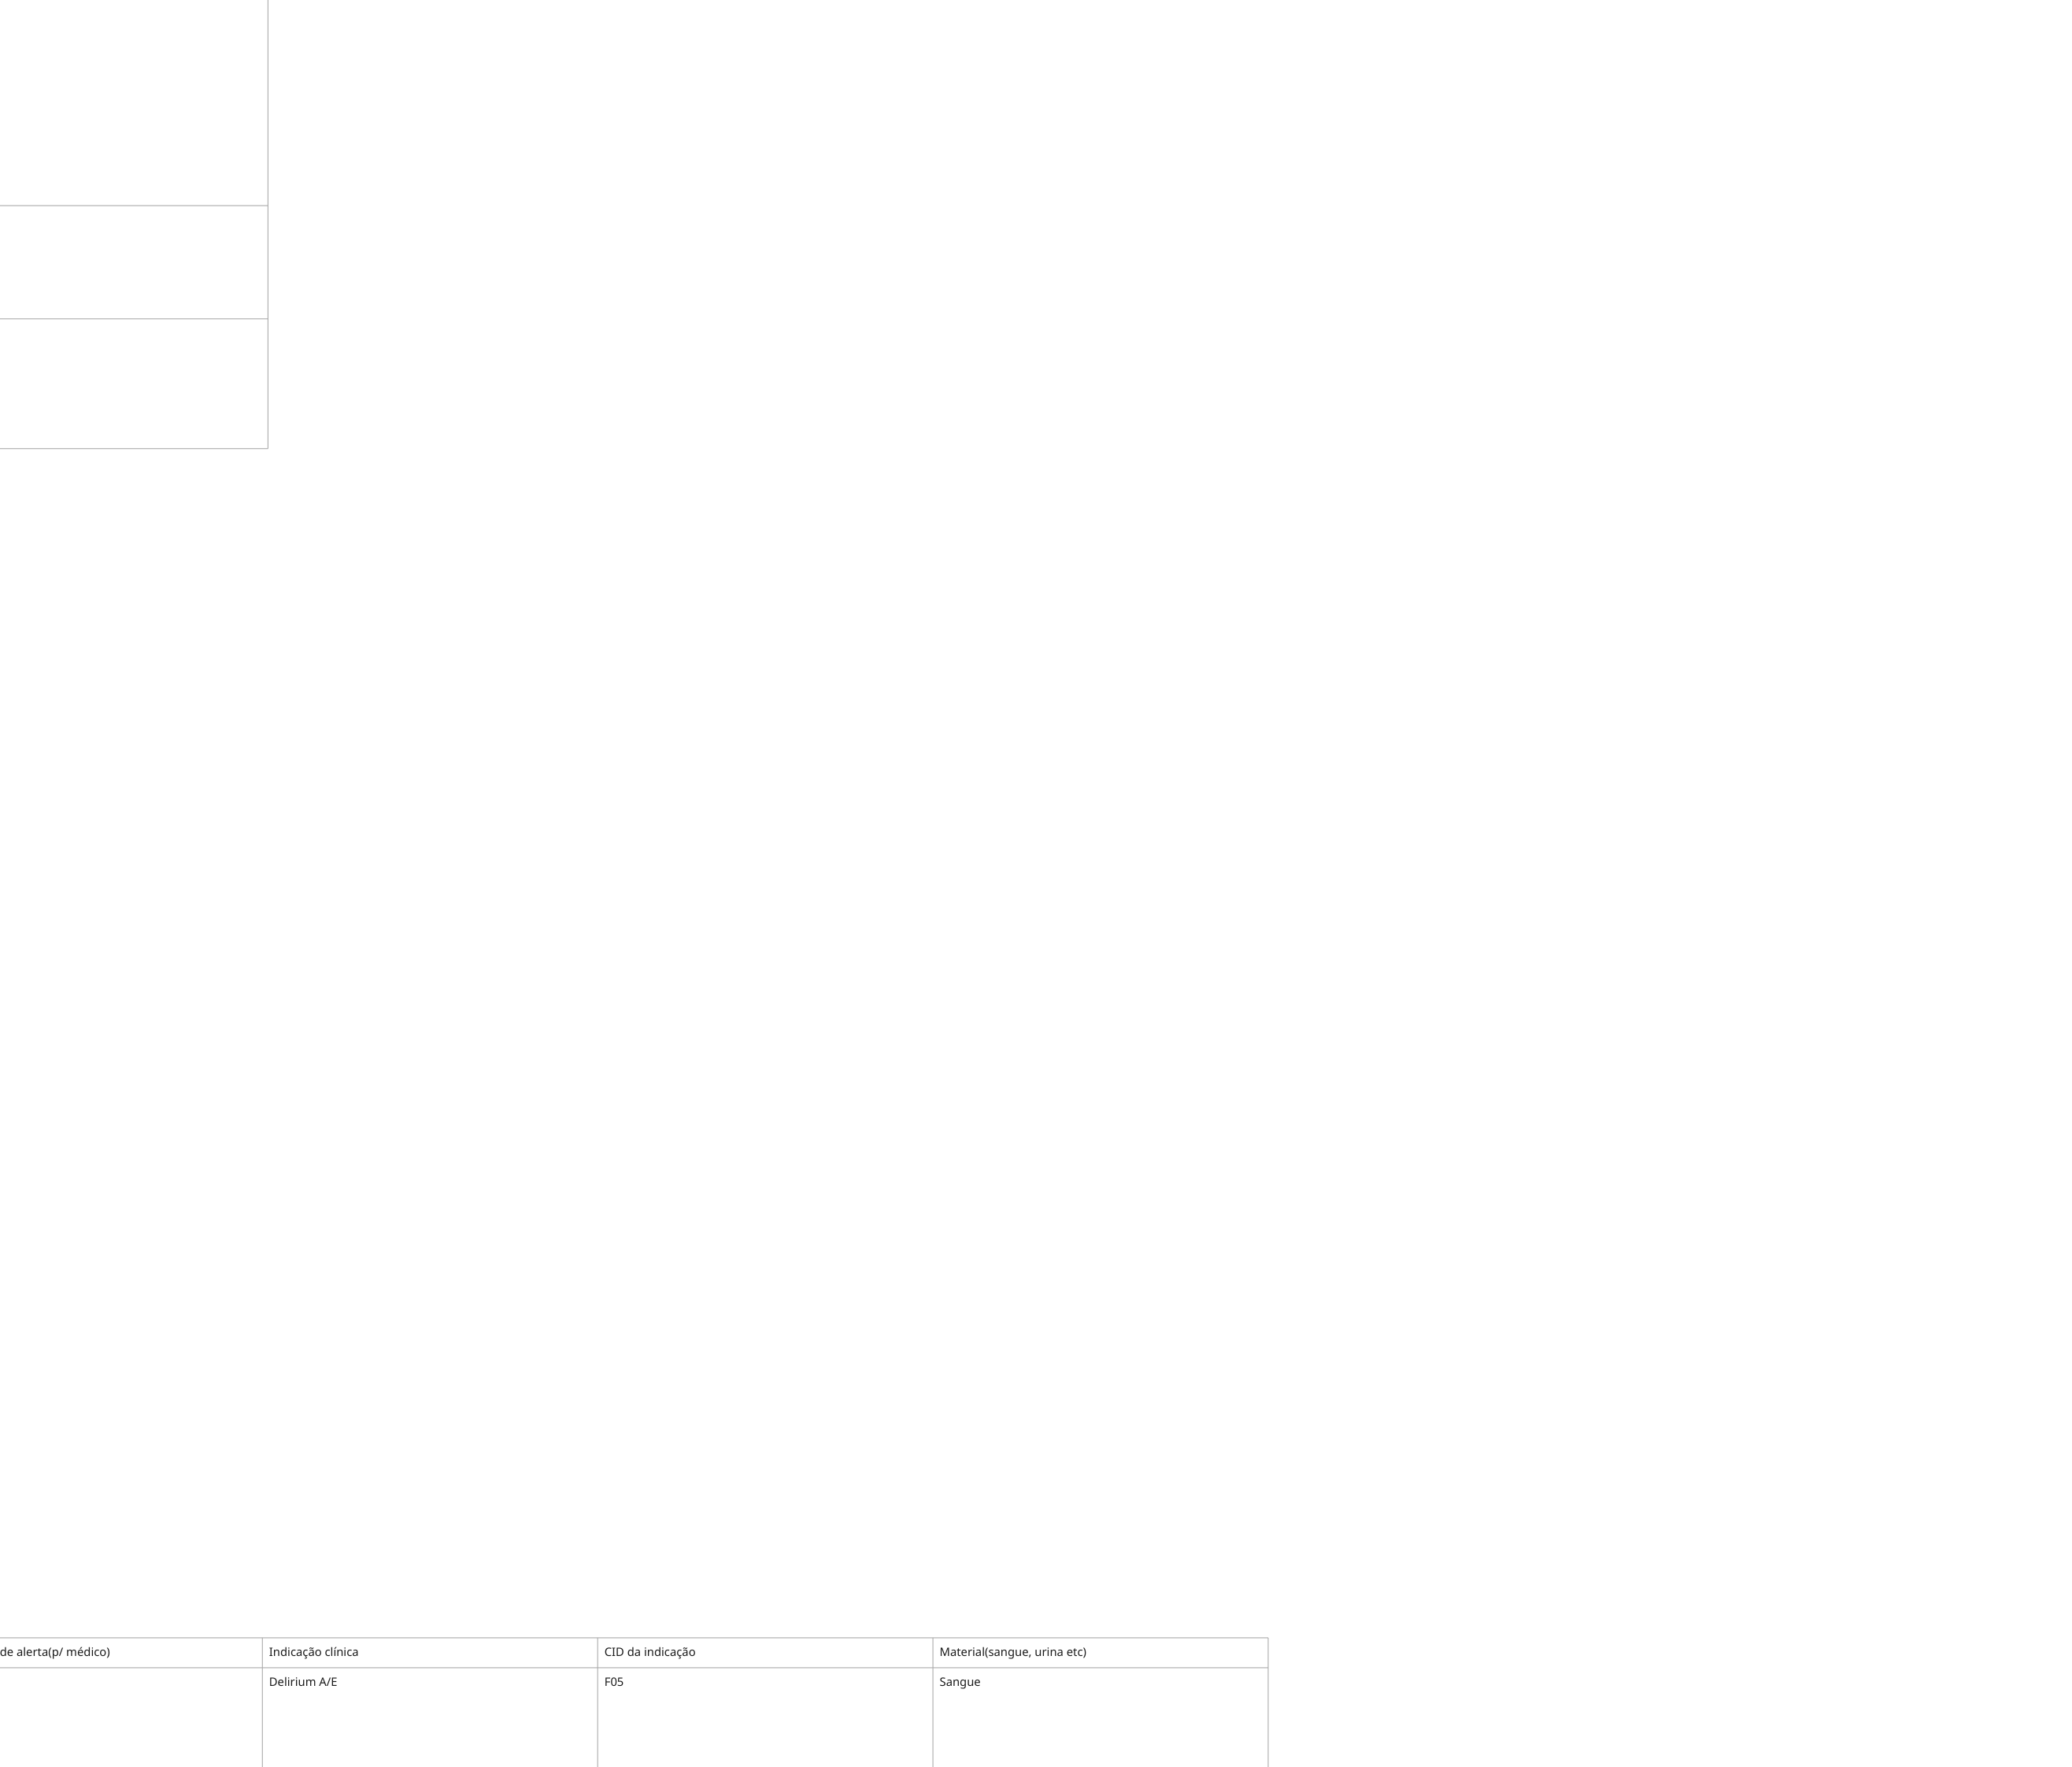 de alerta(p/ médico)
Indicação clínica
CID da indicação
Material(sangue, urina etc)
Delirium A/E
F05
Sangue